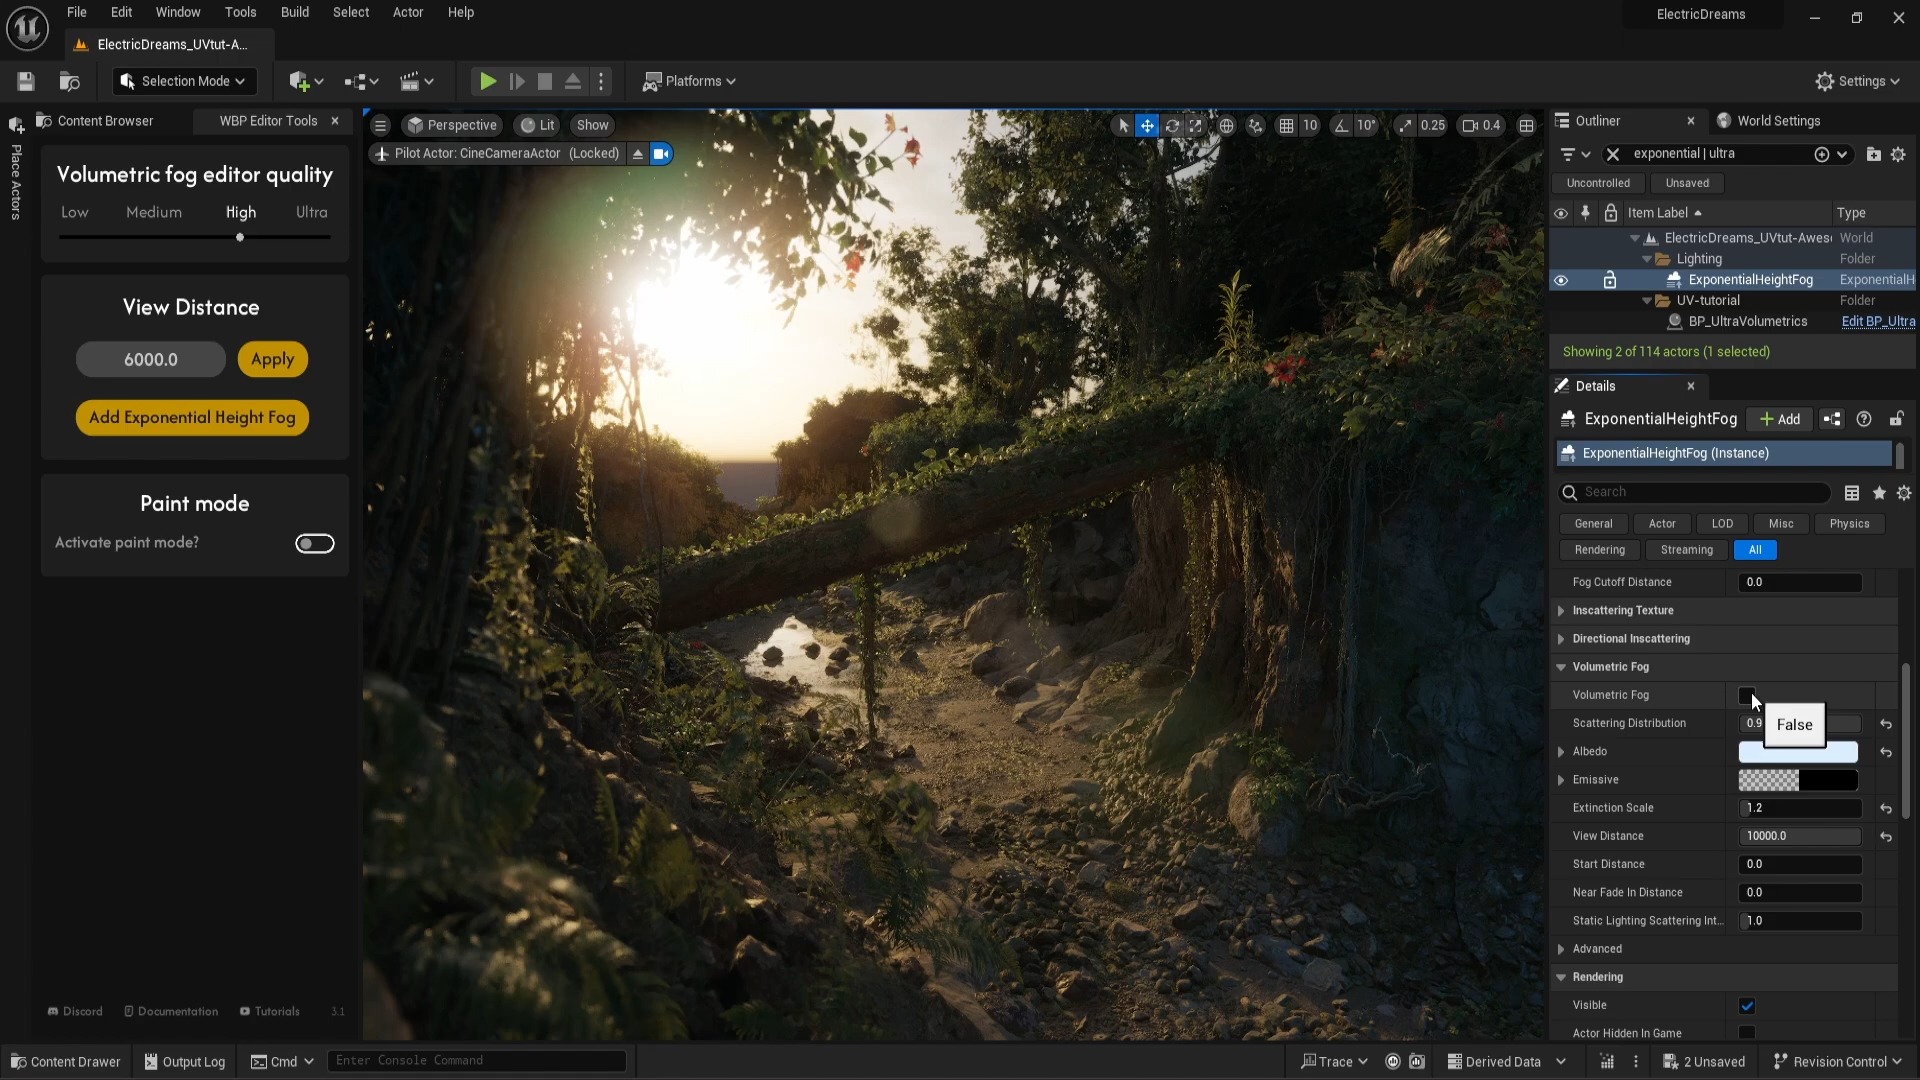 File Edit Window Tools Build Select Actor Help
ElectricDreams
ElectricDreams_UVtut-A...
Selection Mode
Platforms
Settings
Content Browser
WBP Editor Tools
Place Actors
Volumetric fog editor quality
Low Medium High Ultra
View Distance
6000.0 Apply
Add Exponential Height Fog
Paint mode
Activate paint mode?
Discord Documentation Tutorials 3.1
Perspective Lit Show
10 10° 0.25 0.4
Pilot Actor: CineCameraActor (Locked)
Outliner World Settings
exponential | ultra
Uncontrolled Unsaved
Item Label Type
ElectricDreams_UVtut-Awes World
Lighting Folder
ExponentialHeightFog ExponentialH
UV-tutorial Folder
BP_UltraVolumetrics Edit BP_Ultra
Showing 2 of 114 actors (1 selected)
Details
ExponentialHeightFog Add
ExponentialHeightFog (Instance)
Search
General Actor LOD Misc Physics
Rendering Streaming All
Fog Cutoff Distance 0.0
Inscattering Texture
Directional Inscattering
Volumetric Fog
Volumetric Fog
Scattering Distribution 0.9
False
Albedo
Emissive
Extinction Scale 1.2
View Distance 10000.0
Start Distance 0.0
Near Fade In Distance 0.0
Static Lighting Scattering Int... 1.0
Advanced
Rendering
Visible
Actor Hidden In Game
Content Drawer Output Log Cmd Enter Console Command
Trace Derived Data 2 Unsaved Revision Control